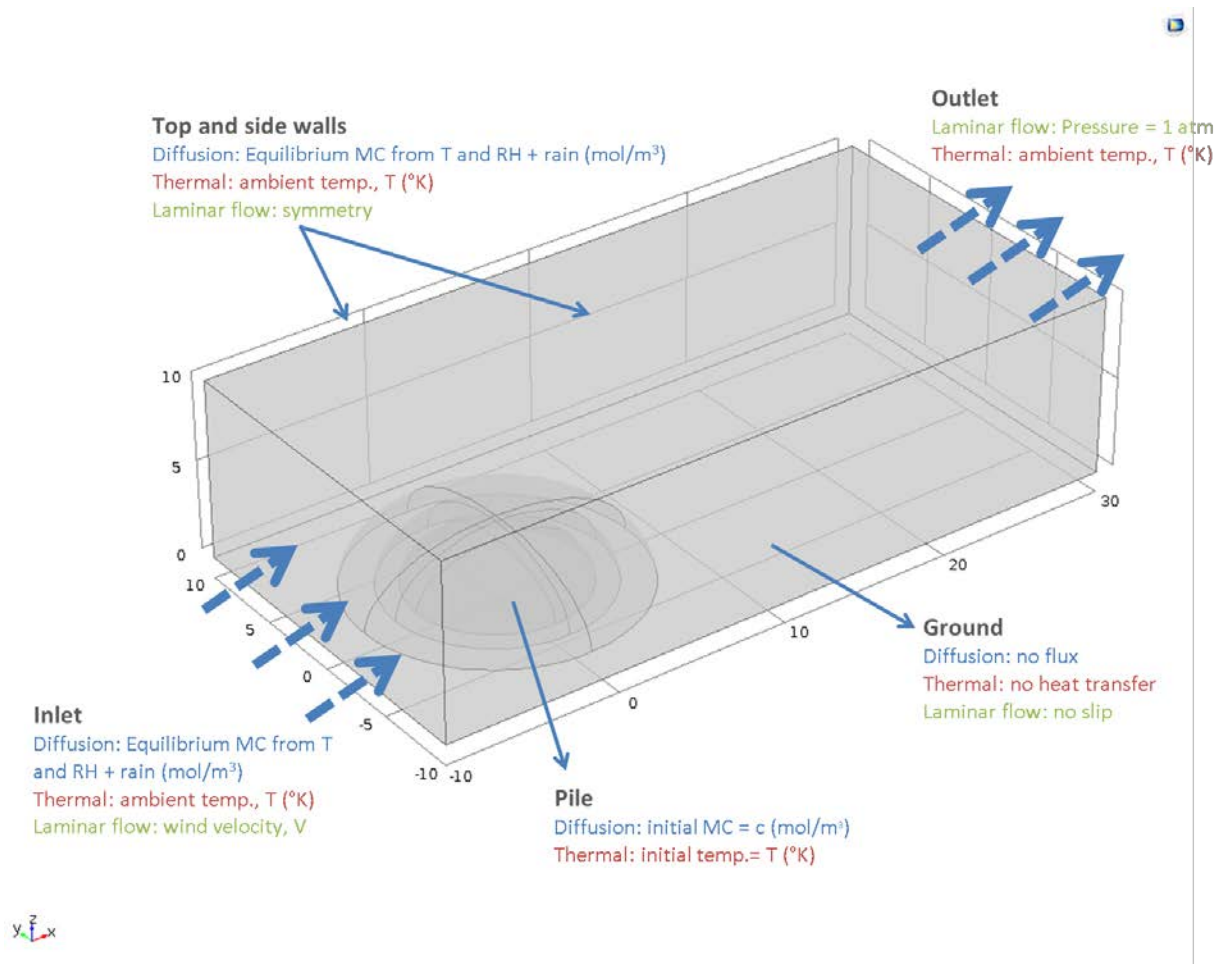 Outlet
Laminar flow: Pressure = 1 atm
Thermal: ambient temp., T (°K)
Top and side walls
Diffusion: Equilibrium MC from T and RH + rain (mol/m³)
Thermal: ambient temp., T (°K)
Laminar flow: symmetry
10
5
0
10
5
0
-5
-10
-10
0
10
20
30
Ground
Diffusion: no flux
Thermal: no heat transfer
Laminar flow: no slip
Inlet
Diffusion: Equilibrium MC from T
and RH + rain (mol/m³)
Thermal: ambient temp., T (°K)
Laminar flow: wind velocity, V
Pile
Diffusion: initial MC = c (mol/m³)
Thermal: initial temp.= T (°K)
y z x